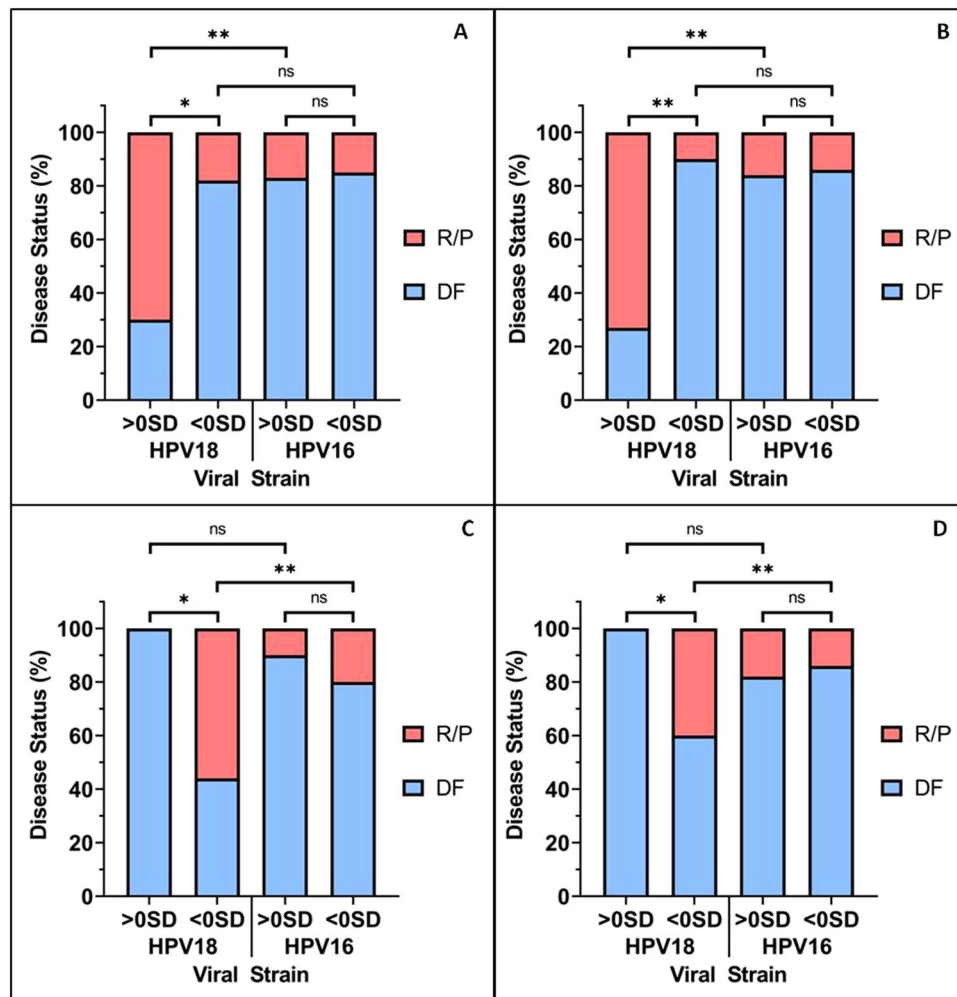 A
**
ns
*
ns
100
80
60
40
20
0
Disease Status (%)
R/P
DF
>0SD <0SD >0SD <0SD
HPV18 HPV16
Viral Strain
B
**
ns
**
ns
100
80
60
40
20
0
Disease Status (%)
R/P
DF
>0SD <0SD >0SD <0SD
HPV18 HPV16
Viral Strain
C
ns
**
*
ns
100
80
60
40
20
0
Disease Status (%)
R/P
DF
>0SD <0SD >0SD <0SD
HPV18 HPV16
Viral Strain
D
ns
**
*
ns
100
80
60
40
20
0
Disease Status (%)
R/P
DF
>0SD <0SD >0SD <0SD
HPV18 HPV16
Viral Strain